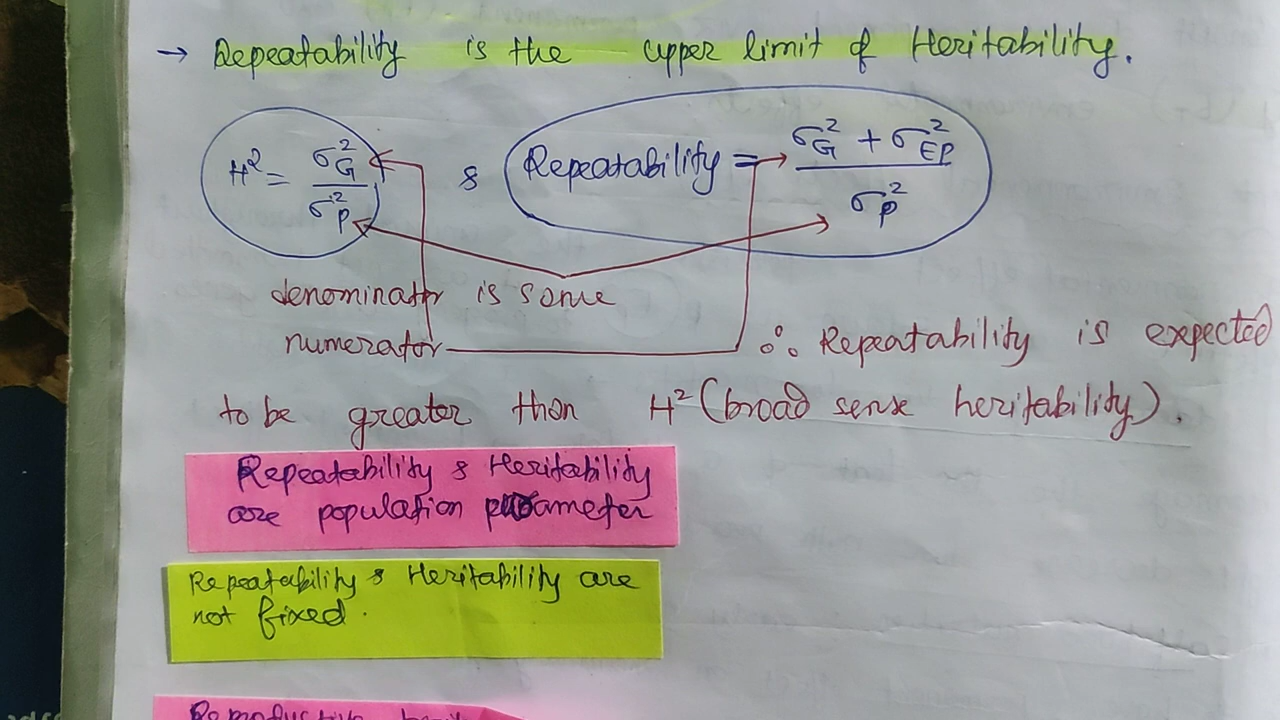 → Repeatability is the upper limit of Heritability.
H² = σ²G / σ²P & Repeatability = σ²G + σ²EP / σ²P
denominator is same
numerator ∴ Repeatability is expected
to be greater than H² (broad sense heritability).
Repeatability & Heritability
are population parameter
Repeatability & Heritability are
not fixed.